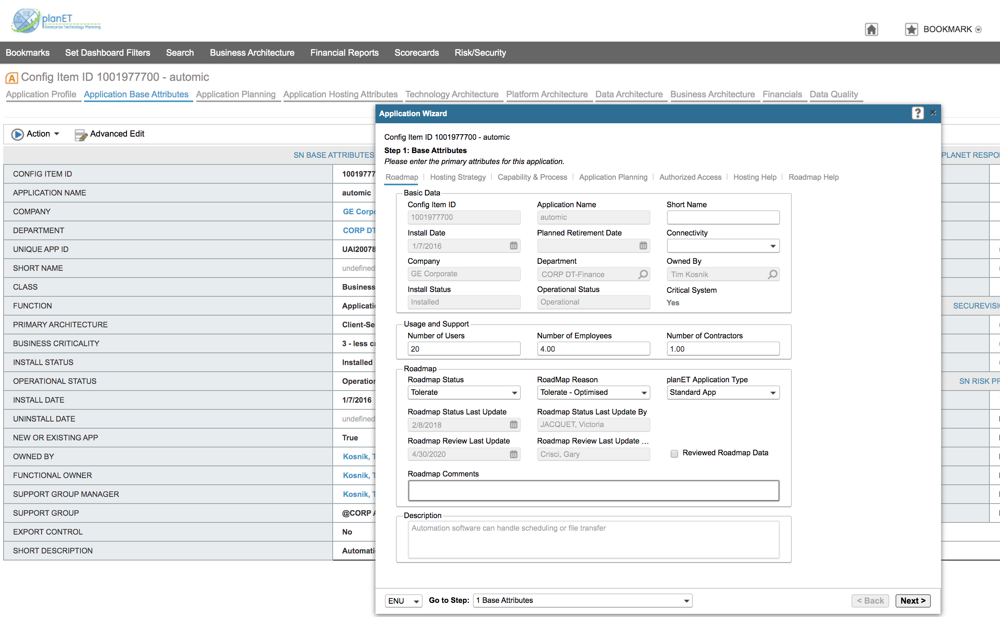 planET
Enterprise Technology Planning
BOOKMARK
Bookmarks Set Dashboard Filters Search Business Architecture Financial Reports Scorecards Risk/Security
A Config Item ID 1001977700 - automic
Application Profile Application Base Attributes Application Planning Application Hosting Attributes Technology Architecture Platform Architecture Data Architecture Business Architecture Financials Data Quality
Action Advanced Edit
SN BASE ATTRIBUTES
CONFIG ITEM ID 10019777
APPLICATION NAME automic
COMPANY GE Corpo
DEPARTMENT CORP DT
UNIQUE APP ID UAI20078
SHORT NAME undefined
CLASS Business
FUNCTION Applicatio
PRIMARY ARCHITECTURE Client-Se
BUSINESS CRITICALITY 3 - less c
INSTALL STATUS Installed
OPERATIONAL STATUS Operation
INSTALL DATE 1/7/2016
UNINSTALL DATE undefined
NEW OR EXISTING APP True
OWNED BY Kosnik, T
FUNCTIONAL OWNER Kosnik, T
SUPPORT GROUP MANAGER Kosnik, T
SUPPORT GROUP @CORP A
EXPORT CONTROL No
SHORT DESCRIPTION Automati
Application Wizard ?
Config Item ID 1001977700 - automic
Step 1: Base Attributes
Please enter the primary attributes for this application.
Roadmap Hosting Strategy Capability & Process Application Planning Authorized Access Hosting Help Roadmap Help
Basic Data
Config Item ID Application Name Short Name
1001977700 automic
Install Date Planned Retirement Date Connectivity
1/7/2016
Company Department Owned By
GE Corporate CORP DT-Finance Tim Kosnik
Install Status Operational Status Critical System
Installed Operational Yes
Usage and Support
Number of Users Number of Employees Number of Contractors
20 4.00 1.00
Roadmap
Roadmap Status RoadMap Reason planET Application Type
Tolerate Tolerate - Optimised Standard App
Roadmap Status Last Update Roadmap Status Last Update By
2/8/2018 JACQUET, Victoria
Roadmap Review Last Update Roadmap Review Last Update ...
4/30/2020 Crisci, Gary Reviewed Roadmap Data
Roadmap Comments
Description
Automation software can handle scheduling or file transfer
ENU Go to Step: 1 Base Attributes < Back Next >
PLANET RESPO
SECUREVISI
SN RISK PR